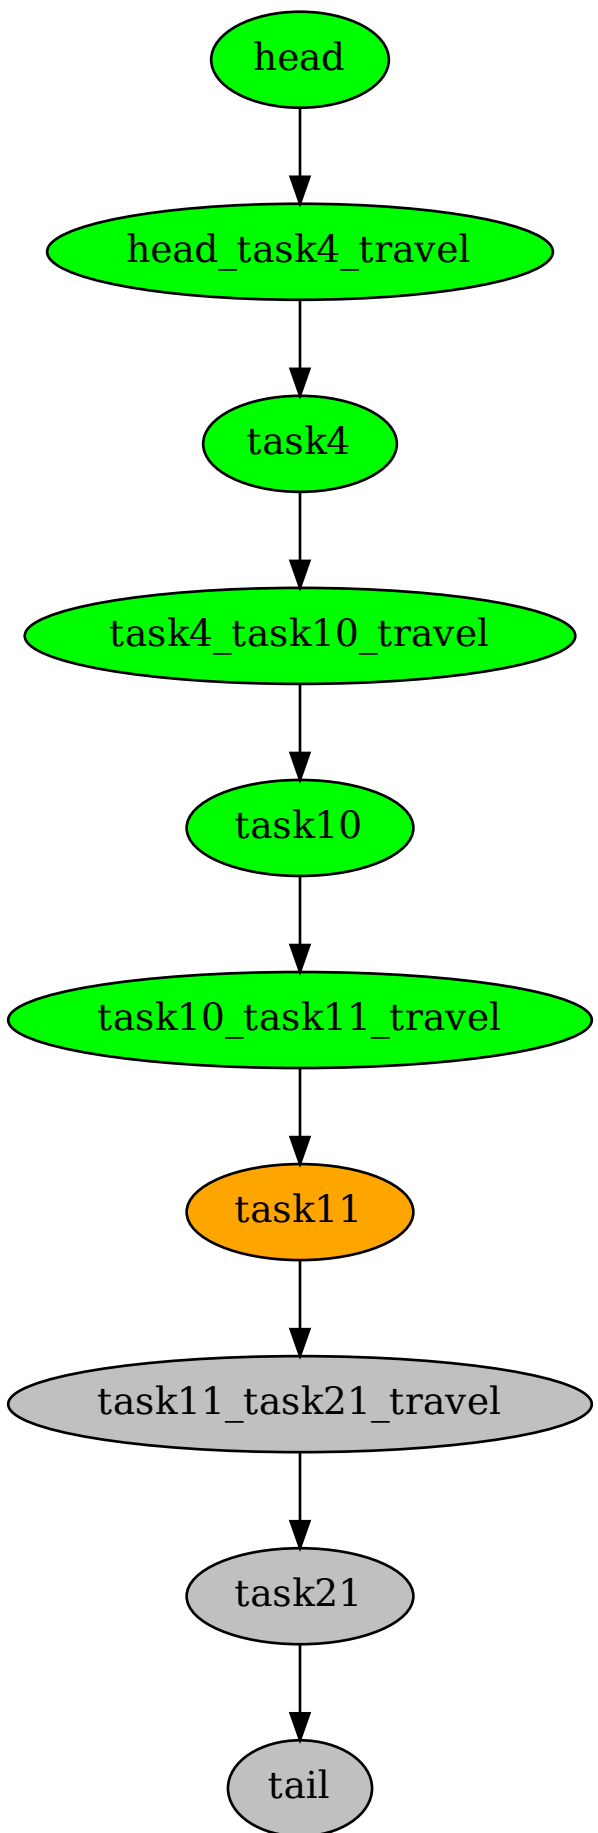 head
head_task4_travel
task4
task4_task10_travel
task10
task10_task11_travel
task11
task11_task21_travel
task21
tail